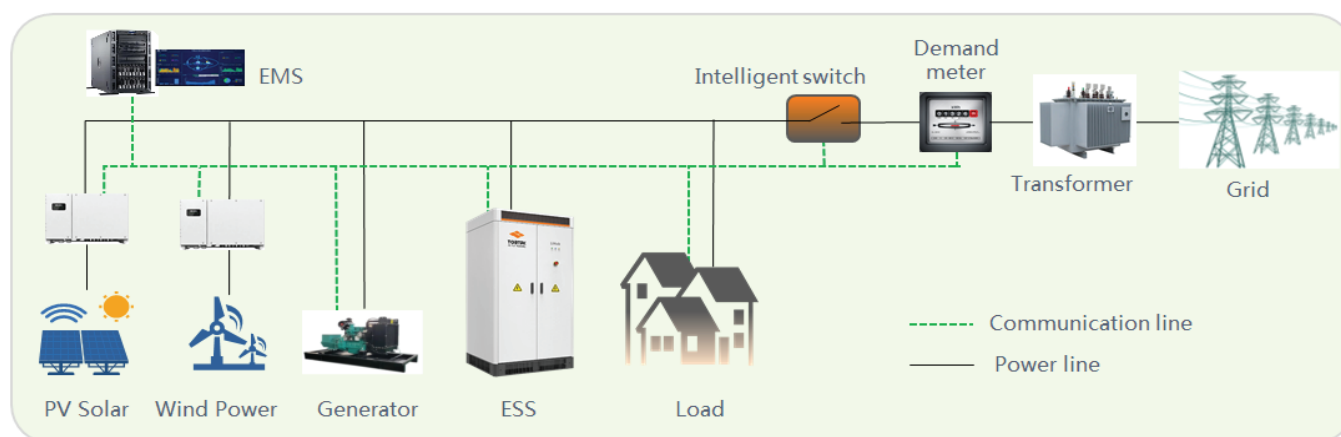 EMS
Intelligent switch
Demand
meter
Transformer
Grid
PV Solar
Wind Power
Generator
ESS
Load
Communication line
Power line